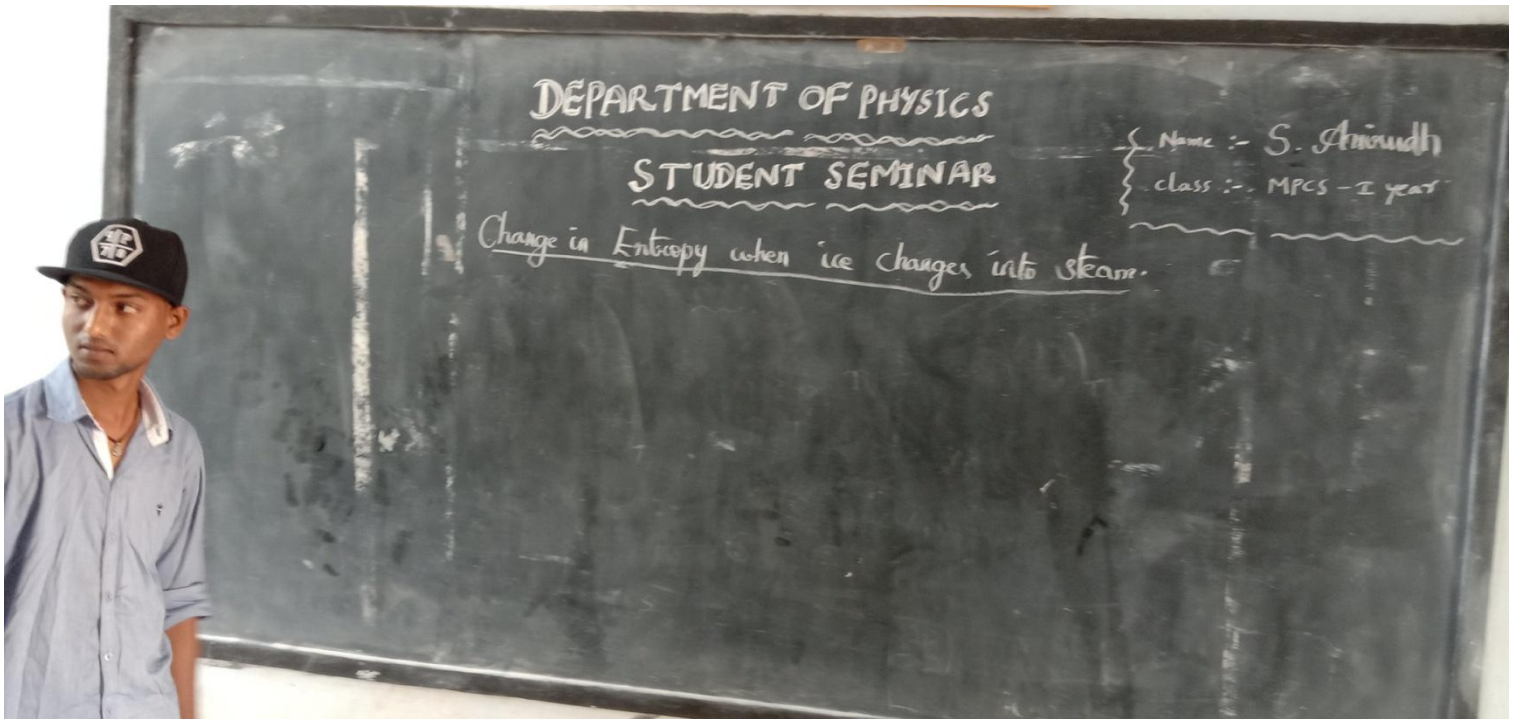 DEPARTMENT OF PHYSICS
STUDENT SEMINAR
Name :- S. Anirudh
class :- MPCS - I year
Change in Entropy when ice changes into steam.